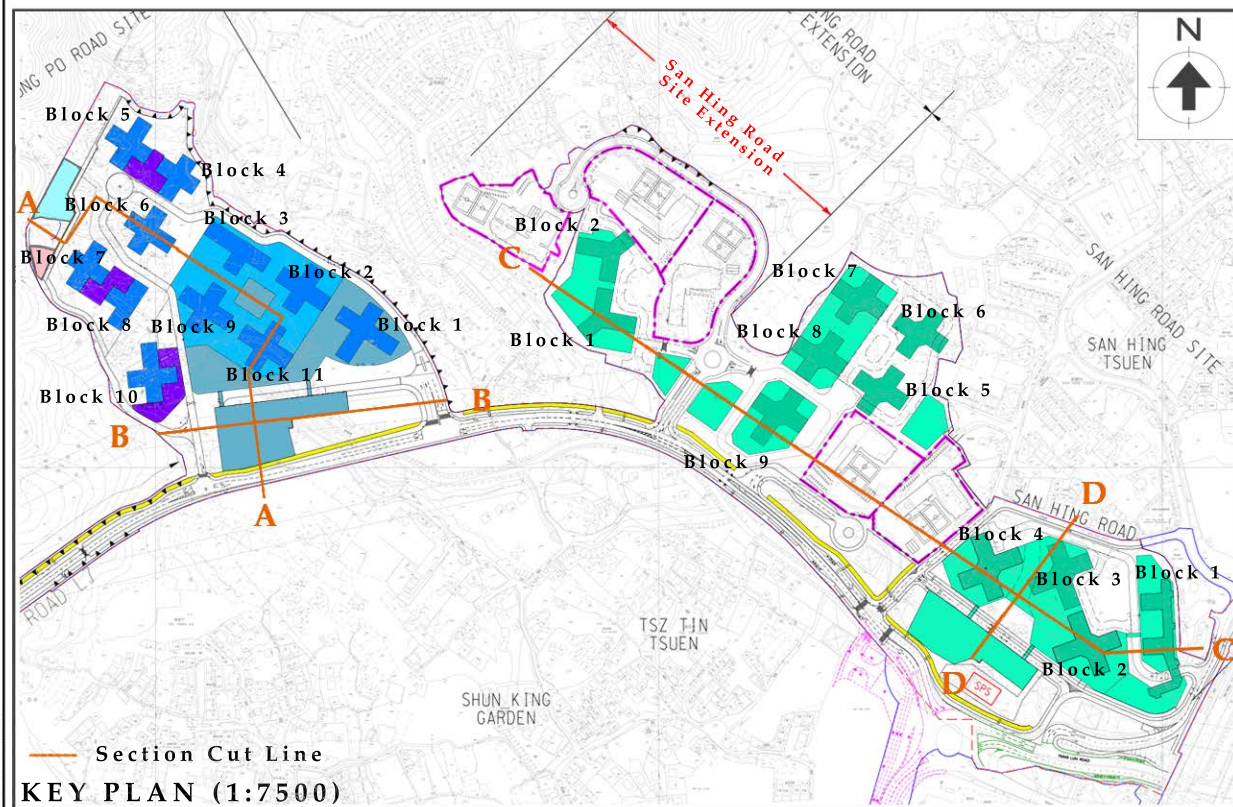 NG PO ROAD SITE
NG ROAD
EXTENSION
San Hing Road
Site Extension
N
Block 5
Block 4
A
Block 6
Block 3
Block 2
Block 7
Block 2
C
Block 7
SAN HING ROAD SITE
Block 8
Block 9
Block 1
Block 1
Block 8
Block 6
SAN HING
TSUEN
Block 11
Block 10
Block 5
B
B
Block 9
A
D
SAN HING ROAD
Block 4
Block 3
Block 1
ROAD L
TSZ TIN
TSUEN
C
Block 2
D
SPS
SHUN KING
GARDEN
Section Cut Line
KEY PLAN (1:7500)